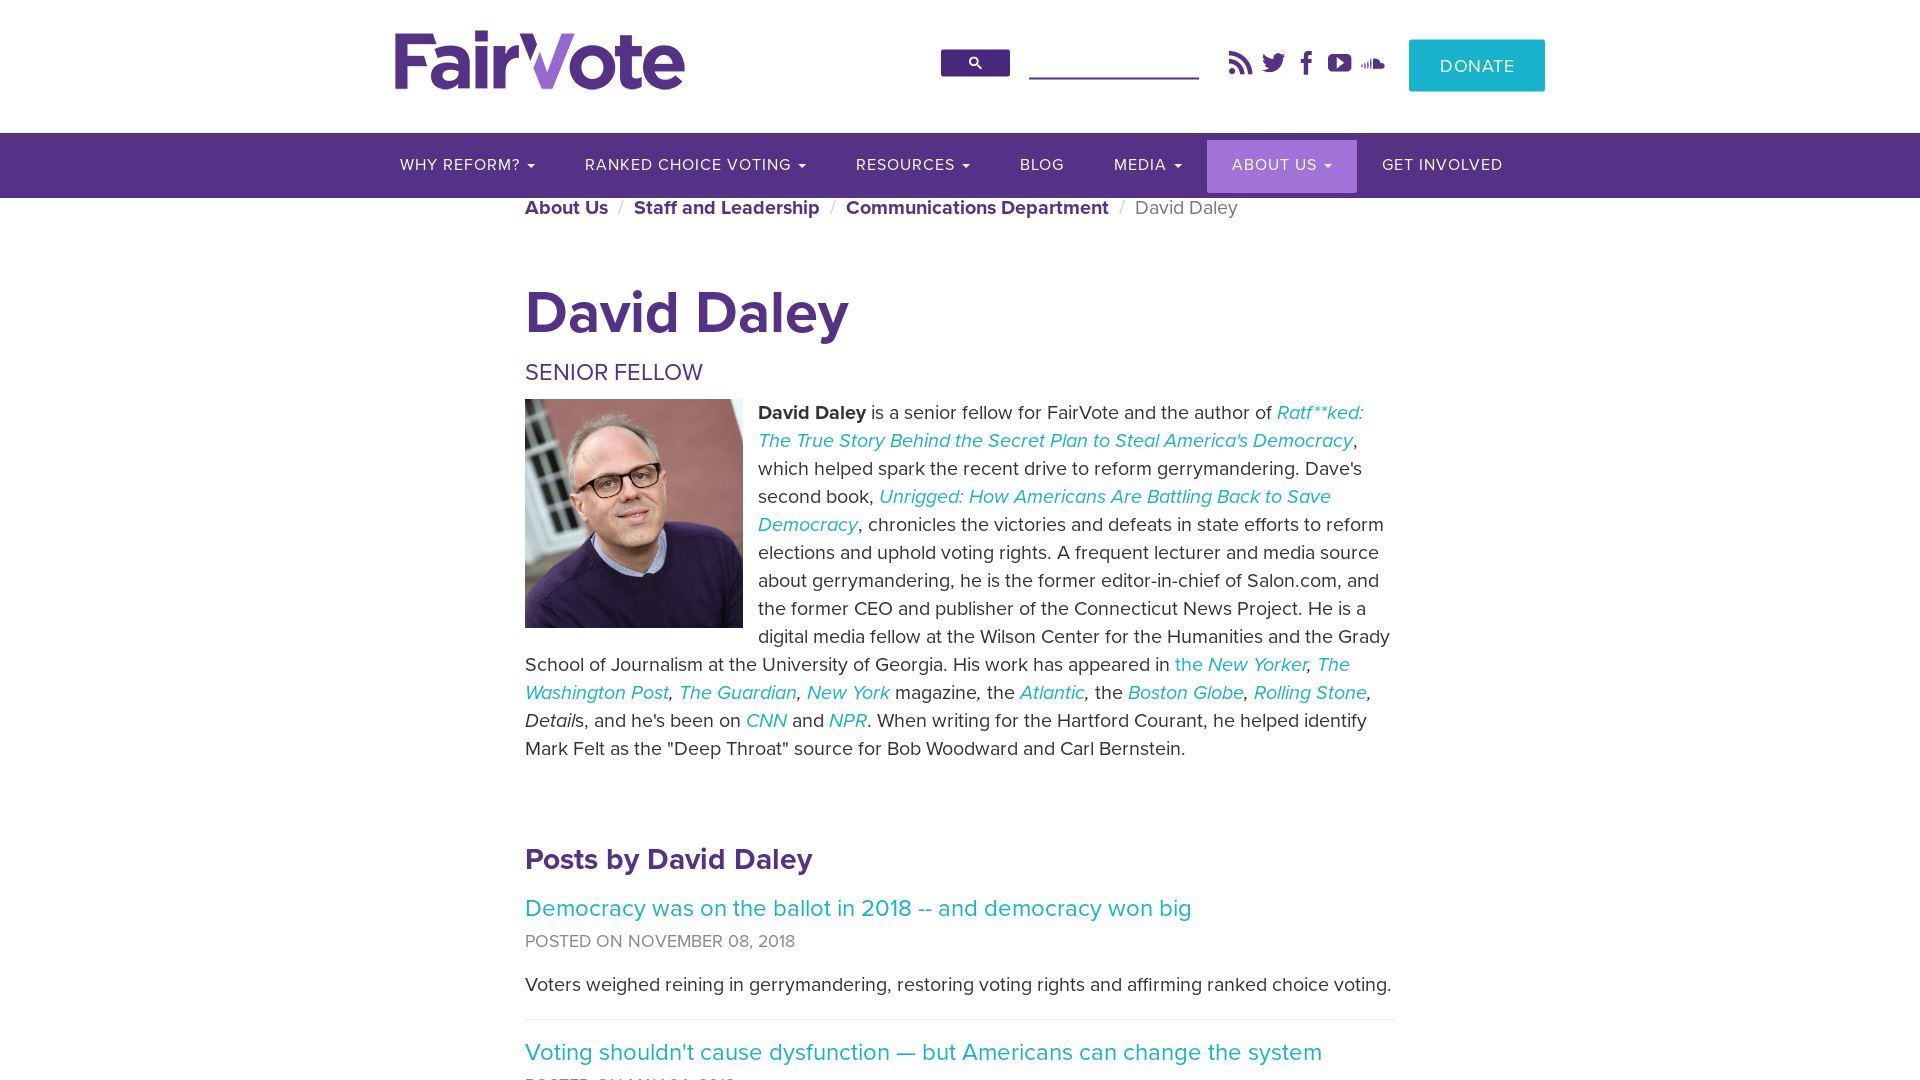 FairVote
DONATE
WHY REFORM? RANKED CHOICE VOTING RESOURCES BLOG MEDIA ABOUT US GET INVOLVED
About Us / Staff and Leadership / Communications Department / David Daley
David Daley
SENIOR FELLOW
David Daley is a senior fellow for FairVote and the author of Ratf**ked:
The True Story Behind the Secret Plan to Steal America's Democracy,
which helped spark the recent drive to reform gerrymandering. Dave's
second book, Unrigged: How Americans Are Battling Back to Save
Democracy, chronicles the victories and defeats in state efforts to reform
elections and uphold voting rights. A frequent lecturer and media source
about gerrymandering, he is the former editor-in-chief of Salon.com, and
the former CEO and publisher of the Connecticut News Project. He is a
digital media fellow at the Wilson Center for the Humanities and the Grady
School of Journalism at the University of Georgia. His work has appeared in the New Yorker, The
Washington Post, The Guardian, New York magazine, the Atlantic, the Boston Globe, Rolling Stone,
Details, and he's been on CNN and NPR. When writing for the Hartford Courant, he helped identify
Mark Felt as the "Deep Throat" source for Bob Woodward and Carl Bernstein.
Posts by David Daley
Democracy was on the ballot in 2018 -- and democracy won big
POSTED ON NOVEMBER 08, 2018
Voters weighed reining in gerrymandering, restoring voting rights and affirming ranked choice voting.
Voting shouldn't cause dysfunction — but Americans can change the system